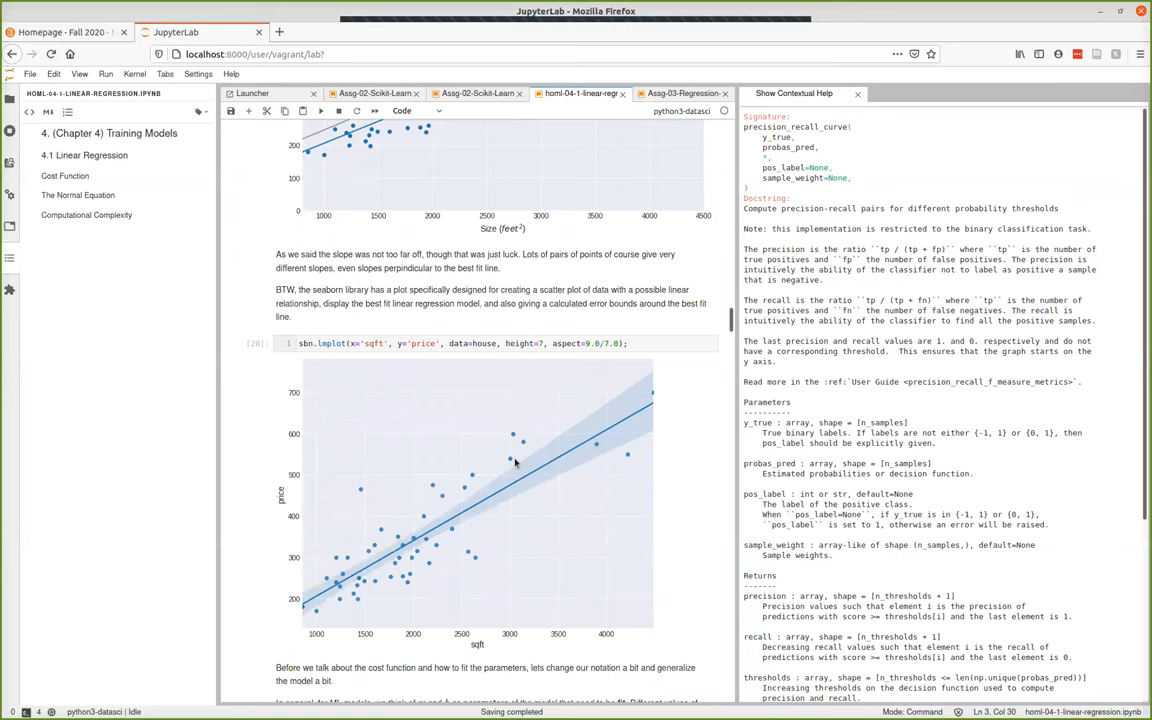 JupyterLab - Mozilla Firefox
Homepage - Fall 2020 -
JupyterLab
localhost:8000/user/vagrant/lab?
File Edit View Run Kernel Tabs Settings Help
HOML-04-1-LINEAR-REGRESSION.IPYNB
4. (Chapter 4) Training Models
4.1 Linear Regression
Cost Function
The Normal Equation
Computational Complexity
Launcher
Assg-02-Scikit-Learn
Assg-02-Scikit-Learn
homl-04-1-linear-regr
Assg-03-Regression-
Code
python3-datasci
200
100
0
1000 1500 2000 2500 3000 3500 4000 4500
Size (feet²)
As we said the slope was not too far off, though that was just luck. Lots of pairs of points of course give very
different slopes, even slopes perpindicular to the best fit line.
BTW, the seaborn library has a plot specifically designed for creating a scatter plot of data with a possible linear
relationship, display the best fit linear regression model, and also giving a calculated error bounds around the best fit
line.
[20]: 1 sbn.lmplot(x='sqft', y='price', data=house, height=7, aspect=9.0/7.0);
700
600
500
400
300
200
price
1000 1500 2000 2500 3000 3500 4000
sqft
Before we talk about the cost function and how to fit the parameters, lets change our notation a bit and generalize
the model a bit.
Show Contextual Help
Signature:
precision_recall_curve(
y_true,
probas_pred,
*,
pos_label=None,
sample_weight=None,
)
Docstring:
Compute precision-recall pairs for different probability thresholds
Note: this implementation is restricted to the binary classification task.
The precision is the ratio ``tp / (tp + fp)`` where ``tp`` is the number of
true positives and ``fp`` the number of false positives. The precision is
intuitively the ability of the classifier not to label as positive a sample
that is negative.
The recall is the ratio ``tp / (tp + fn)`` where ``tp`` is the number of
true positives and ``fn`` the number of false negatives. The recall is
intuitively the ability of the classifier to find all the positive samples.
The last precision and recall values are 1. and 0. respectively and do not
have a corresponding threshold. This ensures that the graph starts on the
y axis.
Read more in the :ref:`User Guide <precision_recall_f_measure_metrics>`.
Parameters
----------
y_true : array, shape = [n_samples]
True binary labels. If labels are not either {-1, 1} or {0, 1}, then
pos_label should be explicitly given.
probas_pred : array, shape = [n_samples]
Estimated probabilities or decision function.
pos_label : int or str, default=None
The label of the positive class.
When ``pos_label=None``, if y_true is in {-1, 1} or {0, 1},
``pos_label`` is set to 1, otherwise an error will be raised.
sample_weight : array-like of shape (n_samples,), default=None
Sample weights.
Returns
-------
precision : array, shape = [n_thresholds + 1]
Precision values such that element i is the precision of
predictions with score >= thresholds[i] and the last element is 1.
recall : array, shape = [n_thresholds + 1]
Decreasing recall values such that element i is the recall of
predictions with score >= thresholds[i] and the last element is 0.
thresholds : array, shape = [n_thresholds <= len(np.unique(probas_pred))]
Increasing thresholds on the decision function used to compute
precision and recall.
0 4 python3-datasci | Idle
Saving completed
Mode: Command
Ln 3, Col 30
homl-04-1-linear-regression.ipynb